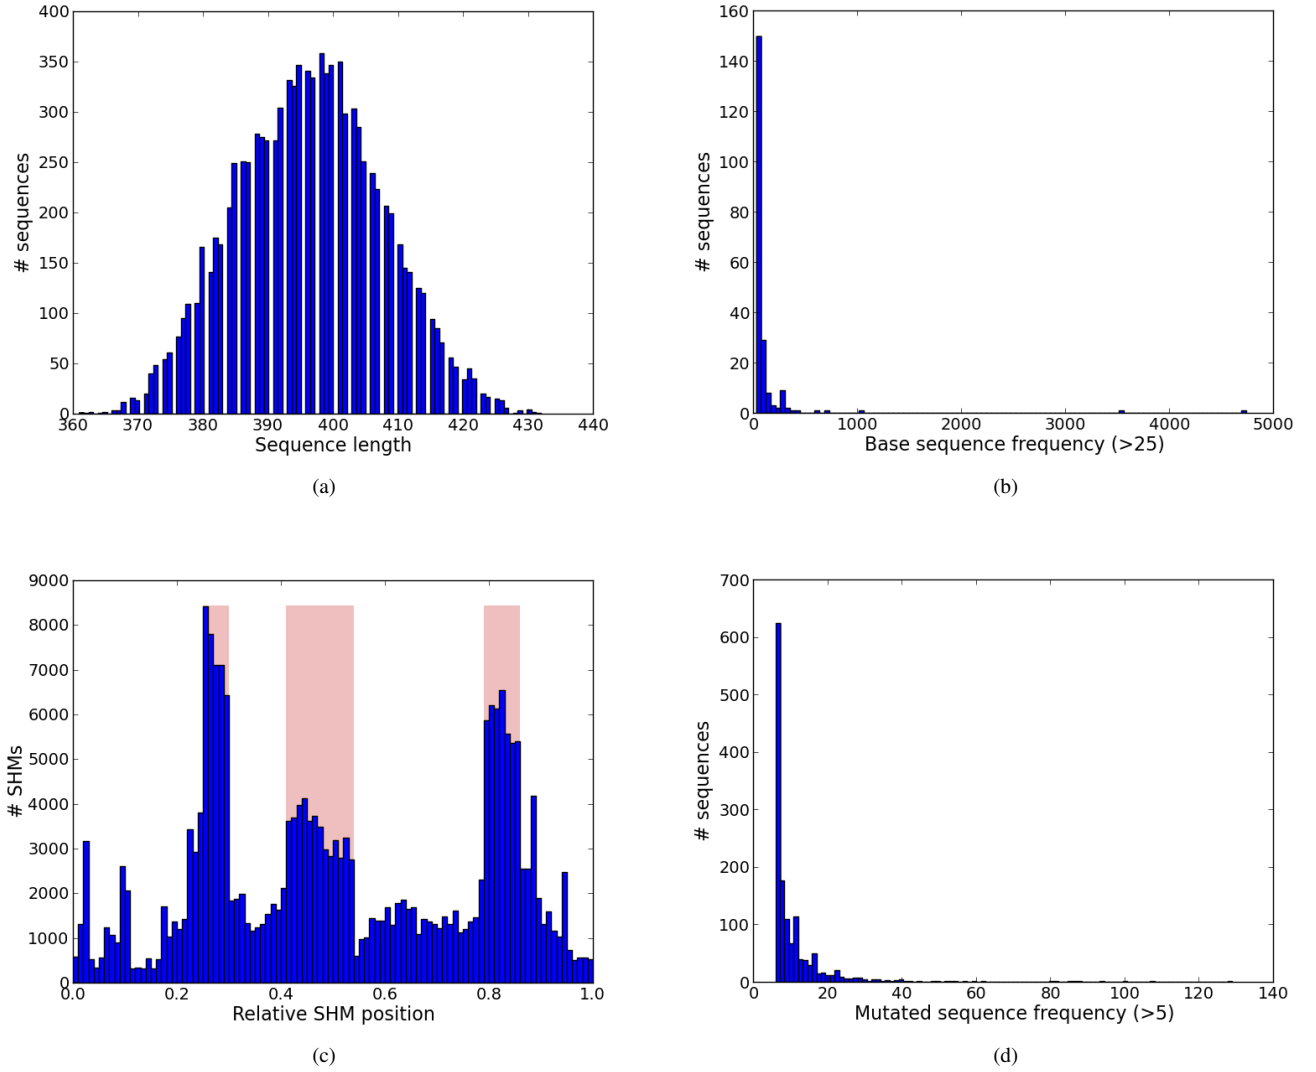 400
350
300
250
200
150
100
50
0
# sequences
360 370 380 390 400 410 420 430 440
Sequence length
(a)
160
140
120
100
80
60
40
20
0
# sequences
0 1000 2000 3000 4000 5000
Base sequence frequency (>25)
(b)
9000
8000
7000
6000
5000
4000
3000
2000
1000
0
# SHMs
0.0 0.2 0.4 0.6 0.8 1.0
Relative SHM position
(c)
700
600
500
400
300
200
100
0
# sequences
0 20 40 60 80 100 120 140
Mutated sequence frequency (>5)
(d)